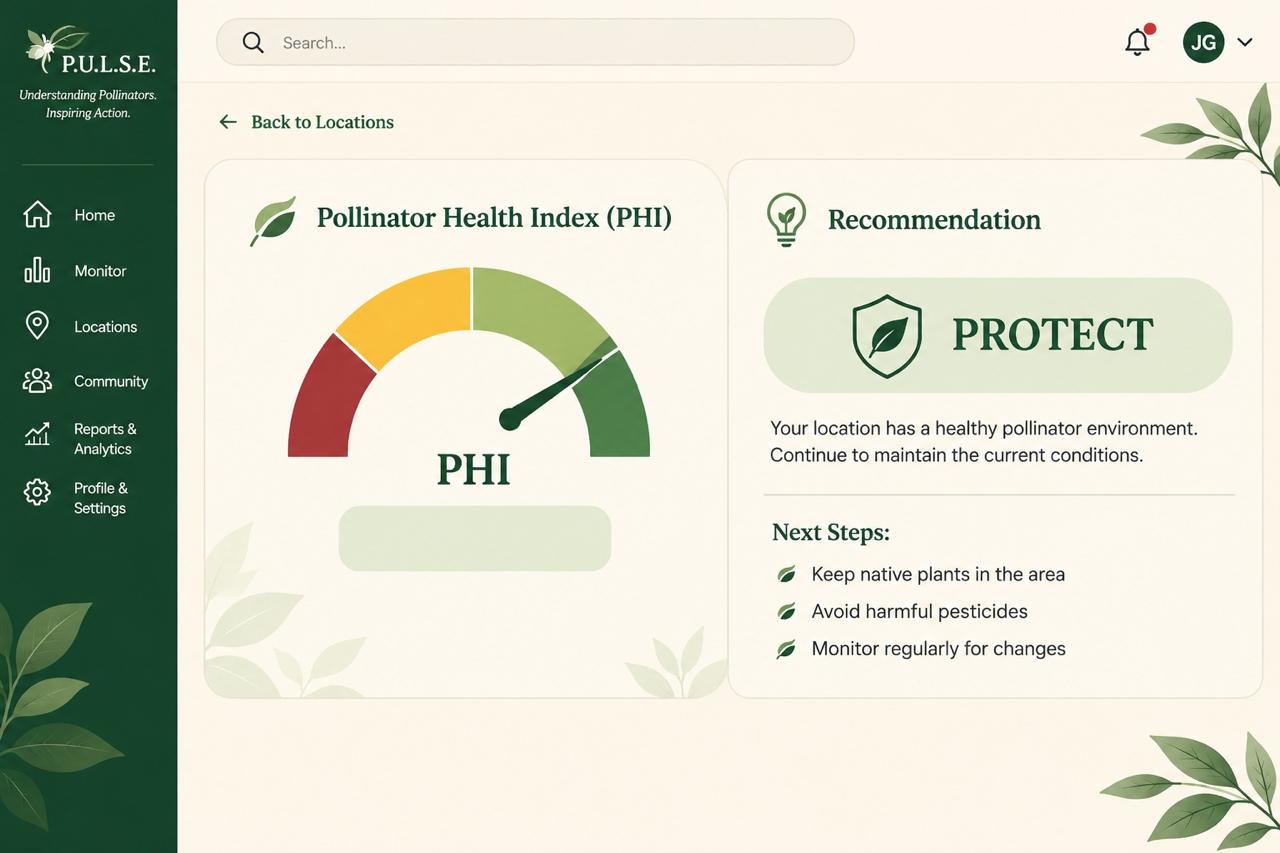 P.U.L.S.E.
Understanding Pollinators.
Inspiring Action.
Home
Monitor
Locations
Community
Reports &
Analytics
Profile &
Settings
Search...
JG
Back to Locations
Pollinator Health Index (PHI)
PHI
Recommendation
PROTECT
Your location has a healthy pollinator environment.
Continue to maintain the current conditions.
Next Steps:
Keep native plants in the area
Avoid harmful pesticides
Monitor regularly for changes